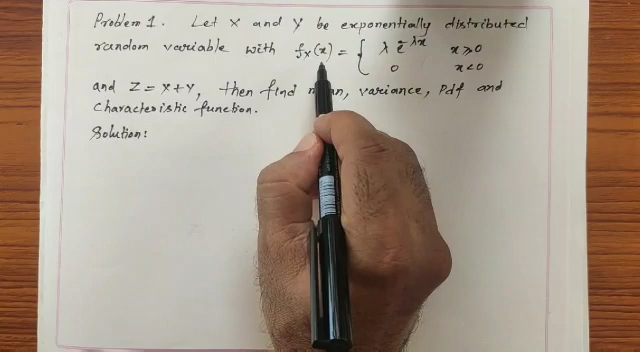 Problem 1. Let X and Y be exponentially distributed
random variable with fX(x) = { λ e^-λx x⩾0
0 x<0
and Z = X+Y, then find mean, variance, Pdf and
characteristic function.
Solution: